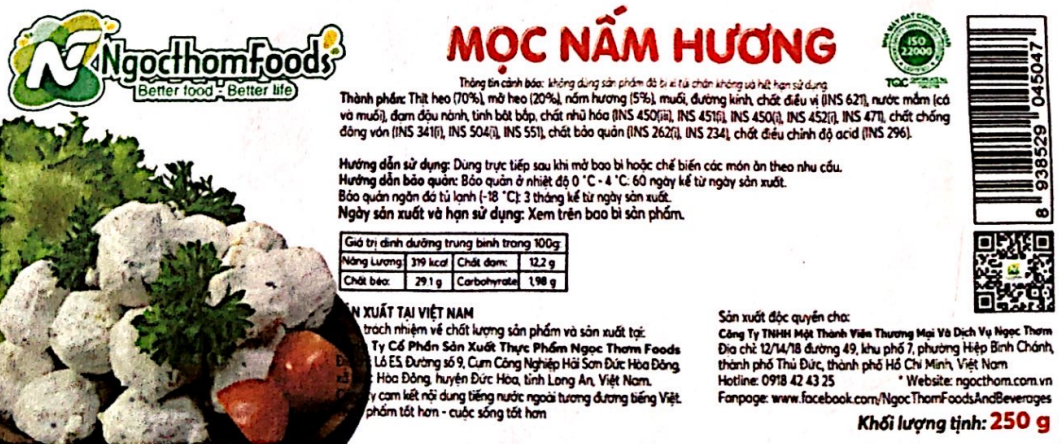 NgocthomFoods
Better food - Better life
MỌC NẤM HƯƠNG
ISO
22000
TQC
Thông tin cảnh báo: không dùng sản phẩm đã bị xì túi chân không và hết hạn sử dụng.
Thành phần: Thịt heo (70%), mỡ heo (20%), nấm hương (5%), muối, đường kính, chất điều vị (INS 621), nước mắm (cá
và muối), đạm đậu nành, tinh bột bắp, chất nhũ hóa (INS 450(iii), INS 451(i), INS 450(i), INS 452(i), INS 471), chất chống
đông vón (INS 341(i), INS 504(i), INS 551), chất bảo quản (INS 262(i), INS 234), chất điều chỉnh độ acid (INS 296).
Hướng dẫn sử dụng: Dùng trực tiếp sau khi mở bao bì hoặc chế biến các món ăn theo nhu cầu.
Hướng dẫn bảo quản: Bảo quản ở nhiệt độ 0 °C - 4 °C: 60 ngày kể từ ngày sản xuất.
Bảo quản ngăn đá tủ lạnh (-18 °C): 3 tháng kể từ ngày sản xuất.
Ngày sản xuất và hạn sử dụng: Xem trên bao bì sản phẩm.
Giá trị dinh dưỡng trung bình trong 100g:
Năng Lượng: 319 kcal Chất đạm: 12,2 g
Chất béo: 29,1 g Carbohyrate 1,98 g
N XUẤT TẠI VIỆT NAM
trách nhiệm về chất lượng sản phẩm và sản xuất tại:
Ty Cổ Phần Sản Xuất Thực Phẩm Ngọc Thơm Foods
Lô E5, Đường số 9, Cụm Công Nghiệp Hải Sơn Đức Hòa Đông,
Hòa Đông, huyện Đức Hòa, tỉnh Long An, Việt Nam.
ty cam kết nội dung tiếng nước ngoài tương đương tiếng Việt.
phẩm tốt hơn - cuộc sống tốt hơn
Sản xuất độc quyền cho:
Công Ty TNHH Một Thành Viên Thương Mại Và Dịch Vụ Ngọc Thơm
Địa chỉ: 12/14/18 đường 49, khu phố 7, phường Hiệp Bình Chánh,
thành phố Thủ Đức, thành phố Hồ Chí Minh, Việt Nam
Hotline: 0918 42 43 25 * Website: ngocthom.com.vn
Fanpage: www.facebook.com/NgocThomFoodsAndBeverages
Khối lượng tịnh: 250 g
8 938529 045047